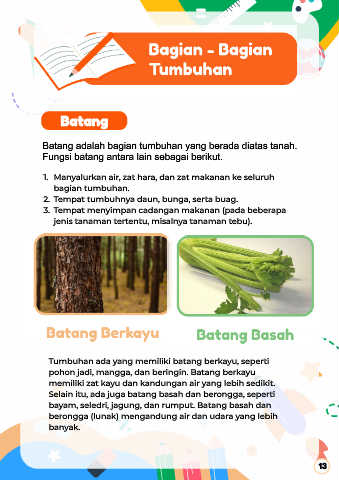 Bagian - Bagian
Tumbuhan
Batang
Batang adalah bagian tumbuhan yang berada diatas tanah.
Fungsi batang antara lain sebagai berikut.
1. Manyalurkan air, zat hara, dan zat makanan ke seluruh
bagian tumbuhan.
2. Tempat tumbuhnya daun, bunga, serta buag.
3. Tempat menyimpan cadangan makanan (pada beberapa
jenis tanaman tertentu, misalnya tanaman tebu).
Batang Berkayu
Batang Basah
Tumbuhan ada yang memiliki batang berkayu, seperti
pohon jadi, mangga, dan beringin. Batang berkayu
memiliki zat kayu dan kandungan air yang lebih sedikit.
Selain itu, ada juga batang basah dan berongga, seperti
bayam, seledri, jagung, dan rumput. Batang basah dan
berongga (lunak) mengandung air dan udara yang lebih
banyak.
13